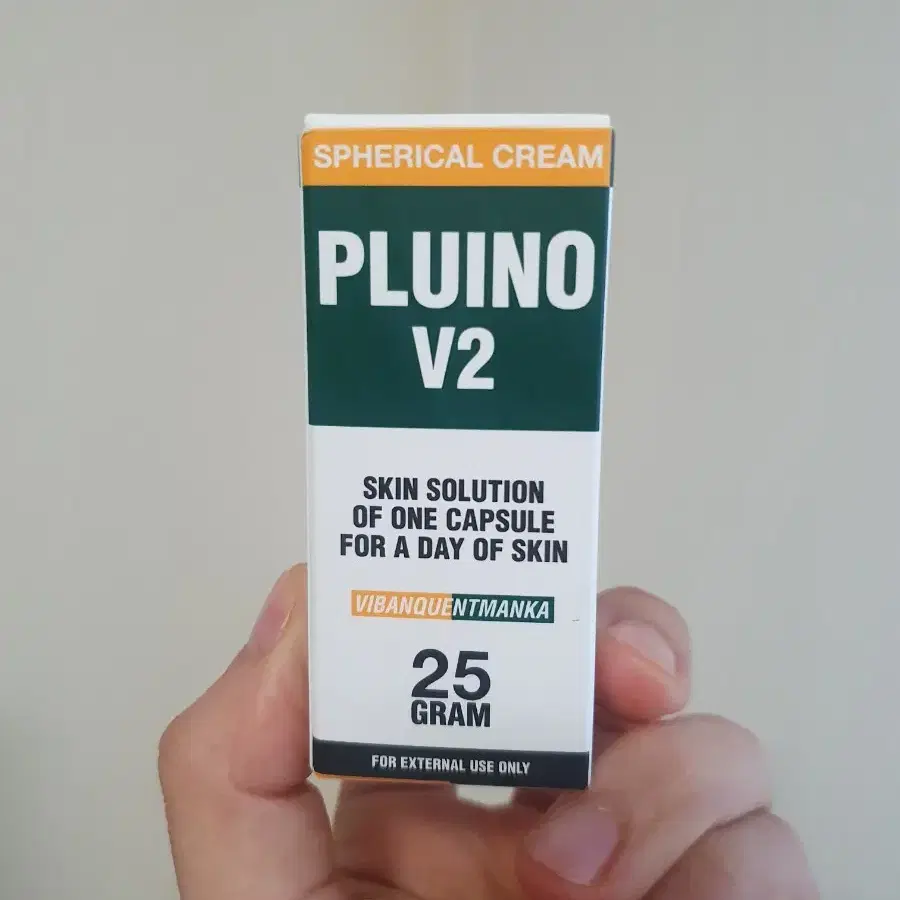 SPHERICAL CREAM
PLUINO
V2
SKIN SOLUTION
OF ONE CAPSULE
FOR A DAY OF SKIN
VIBANQUENTMANKA
25
GRAM
FOR EXTERNAL USE ONLY